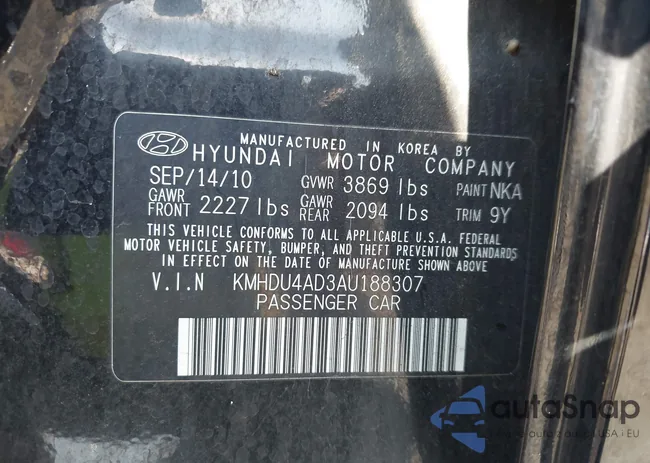 MANUFACTURED IN KOREA BY
HYUNDAI MOTOR COMPANY
SEP/14/10 GVWR 3869 lbs PAINT NKA
GAWR FRONT 2227 lbs GAWR REAR 2094 lbs TRIM 9Y
THIS VEHICLE CONFORMS TO ALL APPLICABLE U.S.A. FEDERAL
MOTOR VEHICLE SAFETY, BUMPER, AND THEFT PREVENTION STANDARDS
IN EFFECT ON THE DATE OF MANUFACTURE SHOWN ABOVE
V.I.N KMHDU4AD3AU188307
PASSENGER CAR
autoSnap
USA · EU